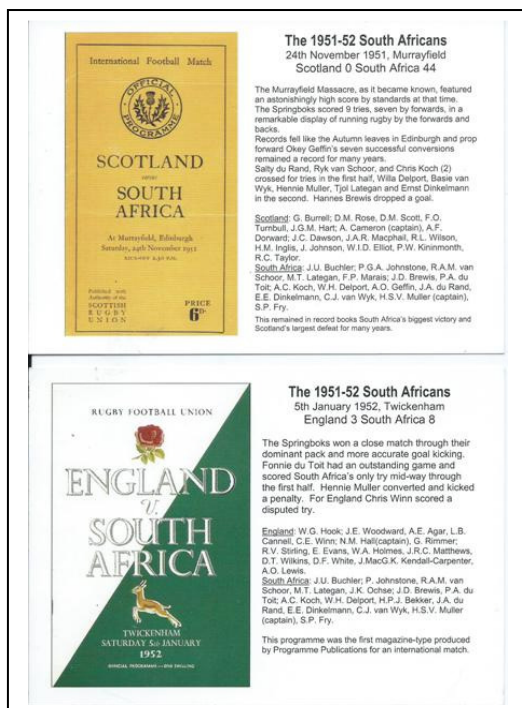 International Football Match
OFFICIAL
PROGRAMME
SCOTLAND
SOUTH
AFRICA
At Murrayfield, Edinburgh
Saturday, 24th November 1951
KICK-OFF 2.30 P.M.
Published with
Authority of the
SCOTTISH
RUGBY
UNION
PRICE
6D.
The 1951-52 South Africans
24th November 1951, Murrayfield
Scotland 0 South Africa 44
The Murrayfield Massacre, as it became known, featured
an astonishingly high score by standards at that time.
The Springboks scored 9 tries, seven by forwards, in a
remarkable display of running rugby by the forwards and
backs.
Records fell like the Autumn leaves in Edinburgh and prop
forward Okey Geffin's seven successful conversions
remained a record for many years.
Salty du Rand, Ryk van Schoor, and Chris Koch (2)
crossed for tries in the first half, Willa Delport, Basie van
Wyk, Hennie Muller, Tjol Lategan and Ernst Dinkelmann
in the second. Hannes Brewis dropped a goal.
Scotland: G. Burrell; D.M. Rose, D.M. Scott, F.O.
Turnbull, J.G.M. Hart; A. Cameron (captain), A.F.
Dorward; J.C. Dawson, J.A.R. Macphail, R.L. Wilson,
H.M. Inglis, J. Johnson, W.I.D. Elliot, P.W. Kininmonth,
R.C. Taylor.
South Africa: J.U. Buchler; P.G.A. Johnstone, R.A.M. van
Schoor, M.T. Lategan, F.P. Marais; J.D. Brewis, P.A. du
Toit; A.C. Koch, W.H. Delport, A.O. Geffin, J.A. du Rand,
E.E. Dinkelmann, C.J. van Wyk, H.S.V. Muller (captain),
S.P. Fry.
This remained in record books South Africa's biggest victory and
Scotland's largest defeat for many years.
RUGBY FOOTBALL UNION
ENGLAND
v.
SOUTH
AFRICA
TWICKENHAM
SATURDAY 5th JANUARY
1952
OFFICIAL PROGRAMME—ONE SHILLING
The 1951-52 South Africans
5th January 1952, Twickenham
England 3 South Africa 8
The Springboks won a close match through their
dominant pack and more accurate goal kicking.
Fonnie du Toit had an outstanding game and
scored South Africa's only try mid-way through
the first half. Hennie Muller converted and kicked
a penalty. For England Chris Winn scored a
disputed try.
England: W.G. Hook; J.E. Woodward, A.E. Agar, L.B.
Cannell, C.E. Winn; N.M. Hall(captain), G. Rimmer;
R.V. Stirling, E. Evans, W.A. Holmes, J.R.C. Matthews,
D.T. Wilkins, D.F. White, J.MacG.K. Kendall-Carpenter,
A.O. Lewis.
South Africa: J.U. Buchler; P. Johnstone, R.A.M. van
Schoor, M.T. Lategan, J.K. Ochse; J.D. Brewis, P.A. du
Toit; A.C. Koch, W.H. Delport, H.P.J. Bekker, J.A. du
Rand, E.E. Dinkelmann, C.J. van Wyk, H.S.V. Muller
(captain), S.P. Fry.
This programme was the first magazine-type produced
by Programme Publications for an international match.